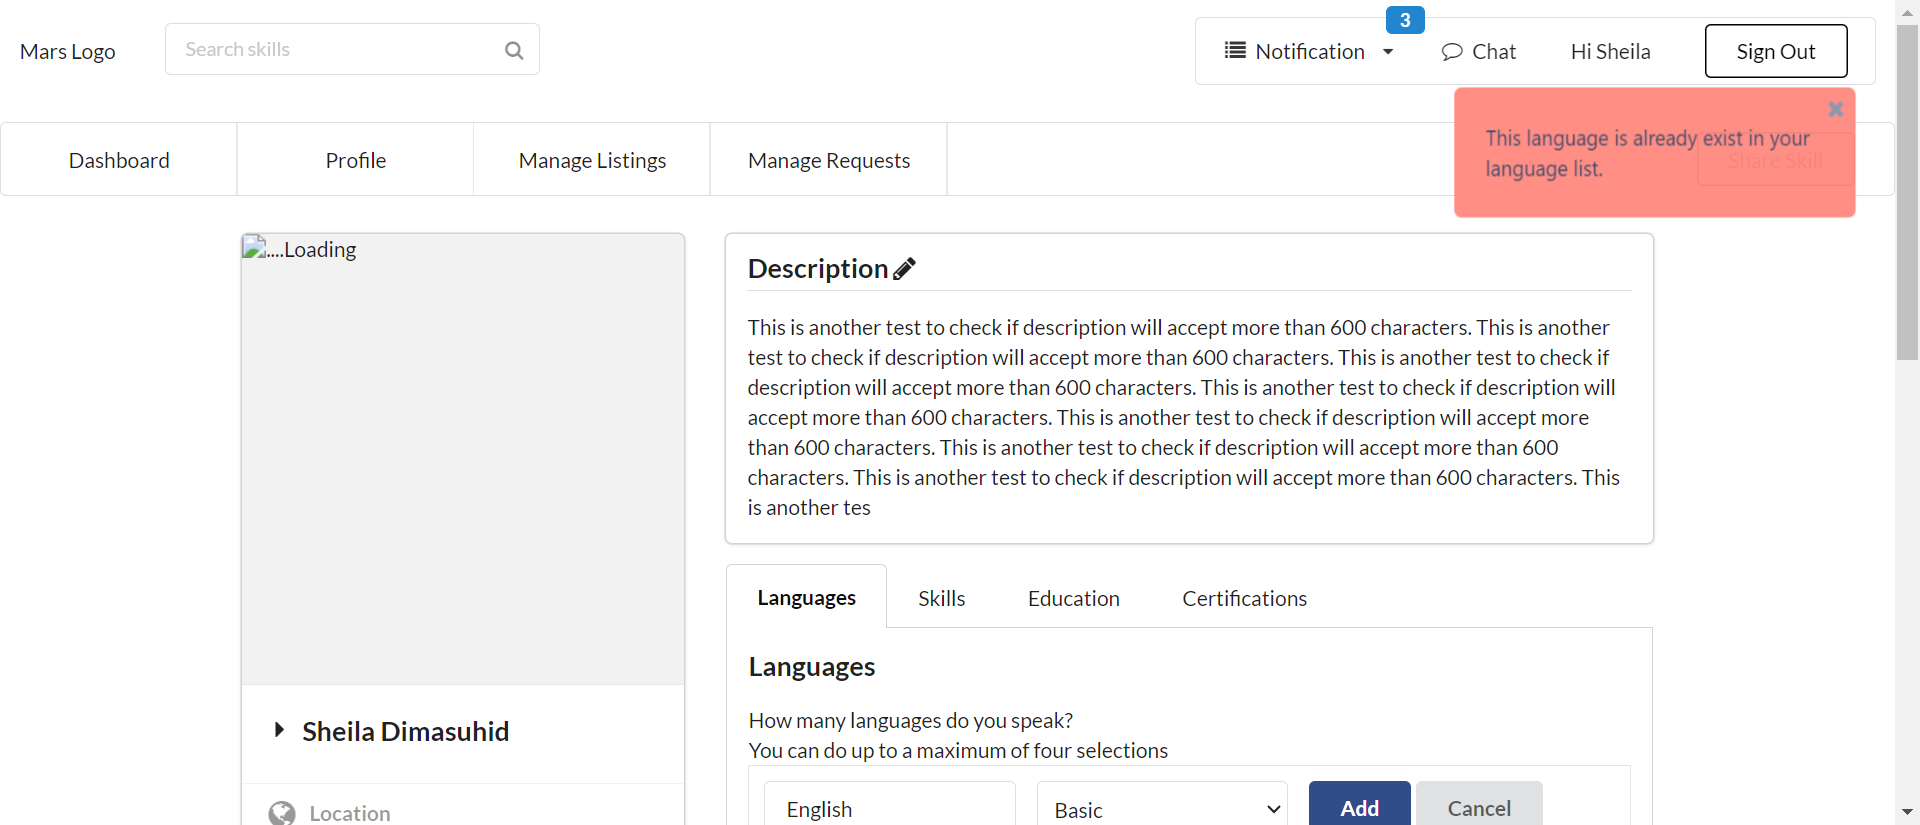 Mars Logo
Search skills
3
Notification
Chat
Hi Sheila
Sign Out
Dashboard
Profile
Manage Listings
Manage Requests
Share Skill
This language is already exist in your
language list.
....Loading
Description
This is another test to check if description will accept more than 600 characters. This is another
test to check if description will accept more than 600 characters. This is another test to check if
description will accept more than 600 characters. This is another test to check if description will
accept more than 600 characters. This is another test to check if description will accept more
than 600 characters. This is another test to check if description will accept more than 600
characters. This is another test to check if description will accept more than 600 characters. This
is another tes
Sheila Dimasuhid
Location
Languages
Skills
Education
Certifications
Languages
How many languages do you speak?
You can do up to a maximum of four selections
English
Basic
Add
Cancel